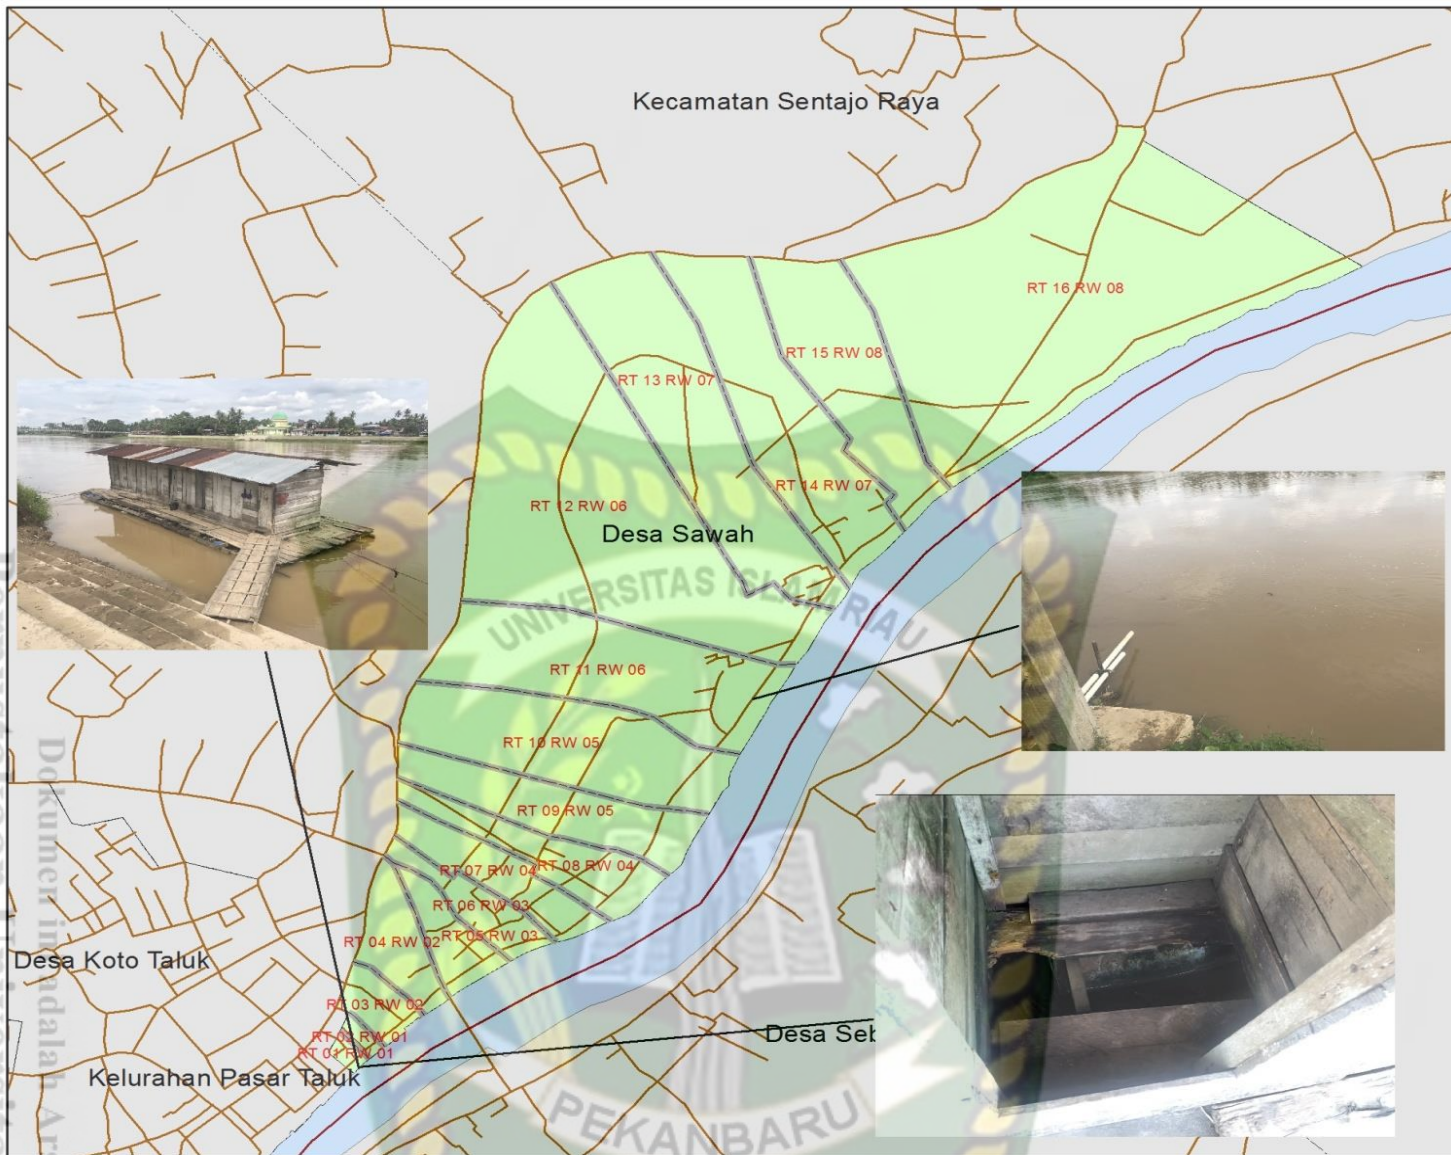 Kecamatan Sentajo Raya
RT 16 RW 08
RT 15 RW 08
RT 13 RW 07
RT 14 RW 07
RT 12 RW 06
Desa Sawah
UNIVERSITAS ISLAM RIAU
RT 11 RW 06
RT 10 RW 05
RT 09 RW 05
RT 08 RW 04
RT 07 RW 04
RT 06 RW 03
RT 05 RW 03
RT 04 RW 02
Desa Koto Taluk
RT 03 RW 02
RT 02 RW 01
RT 01 RW 01
Desa Seb
Kelurahan Pasar Taluk
PEKANBARU
Dokumen ini adalah Ar